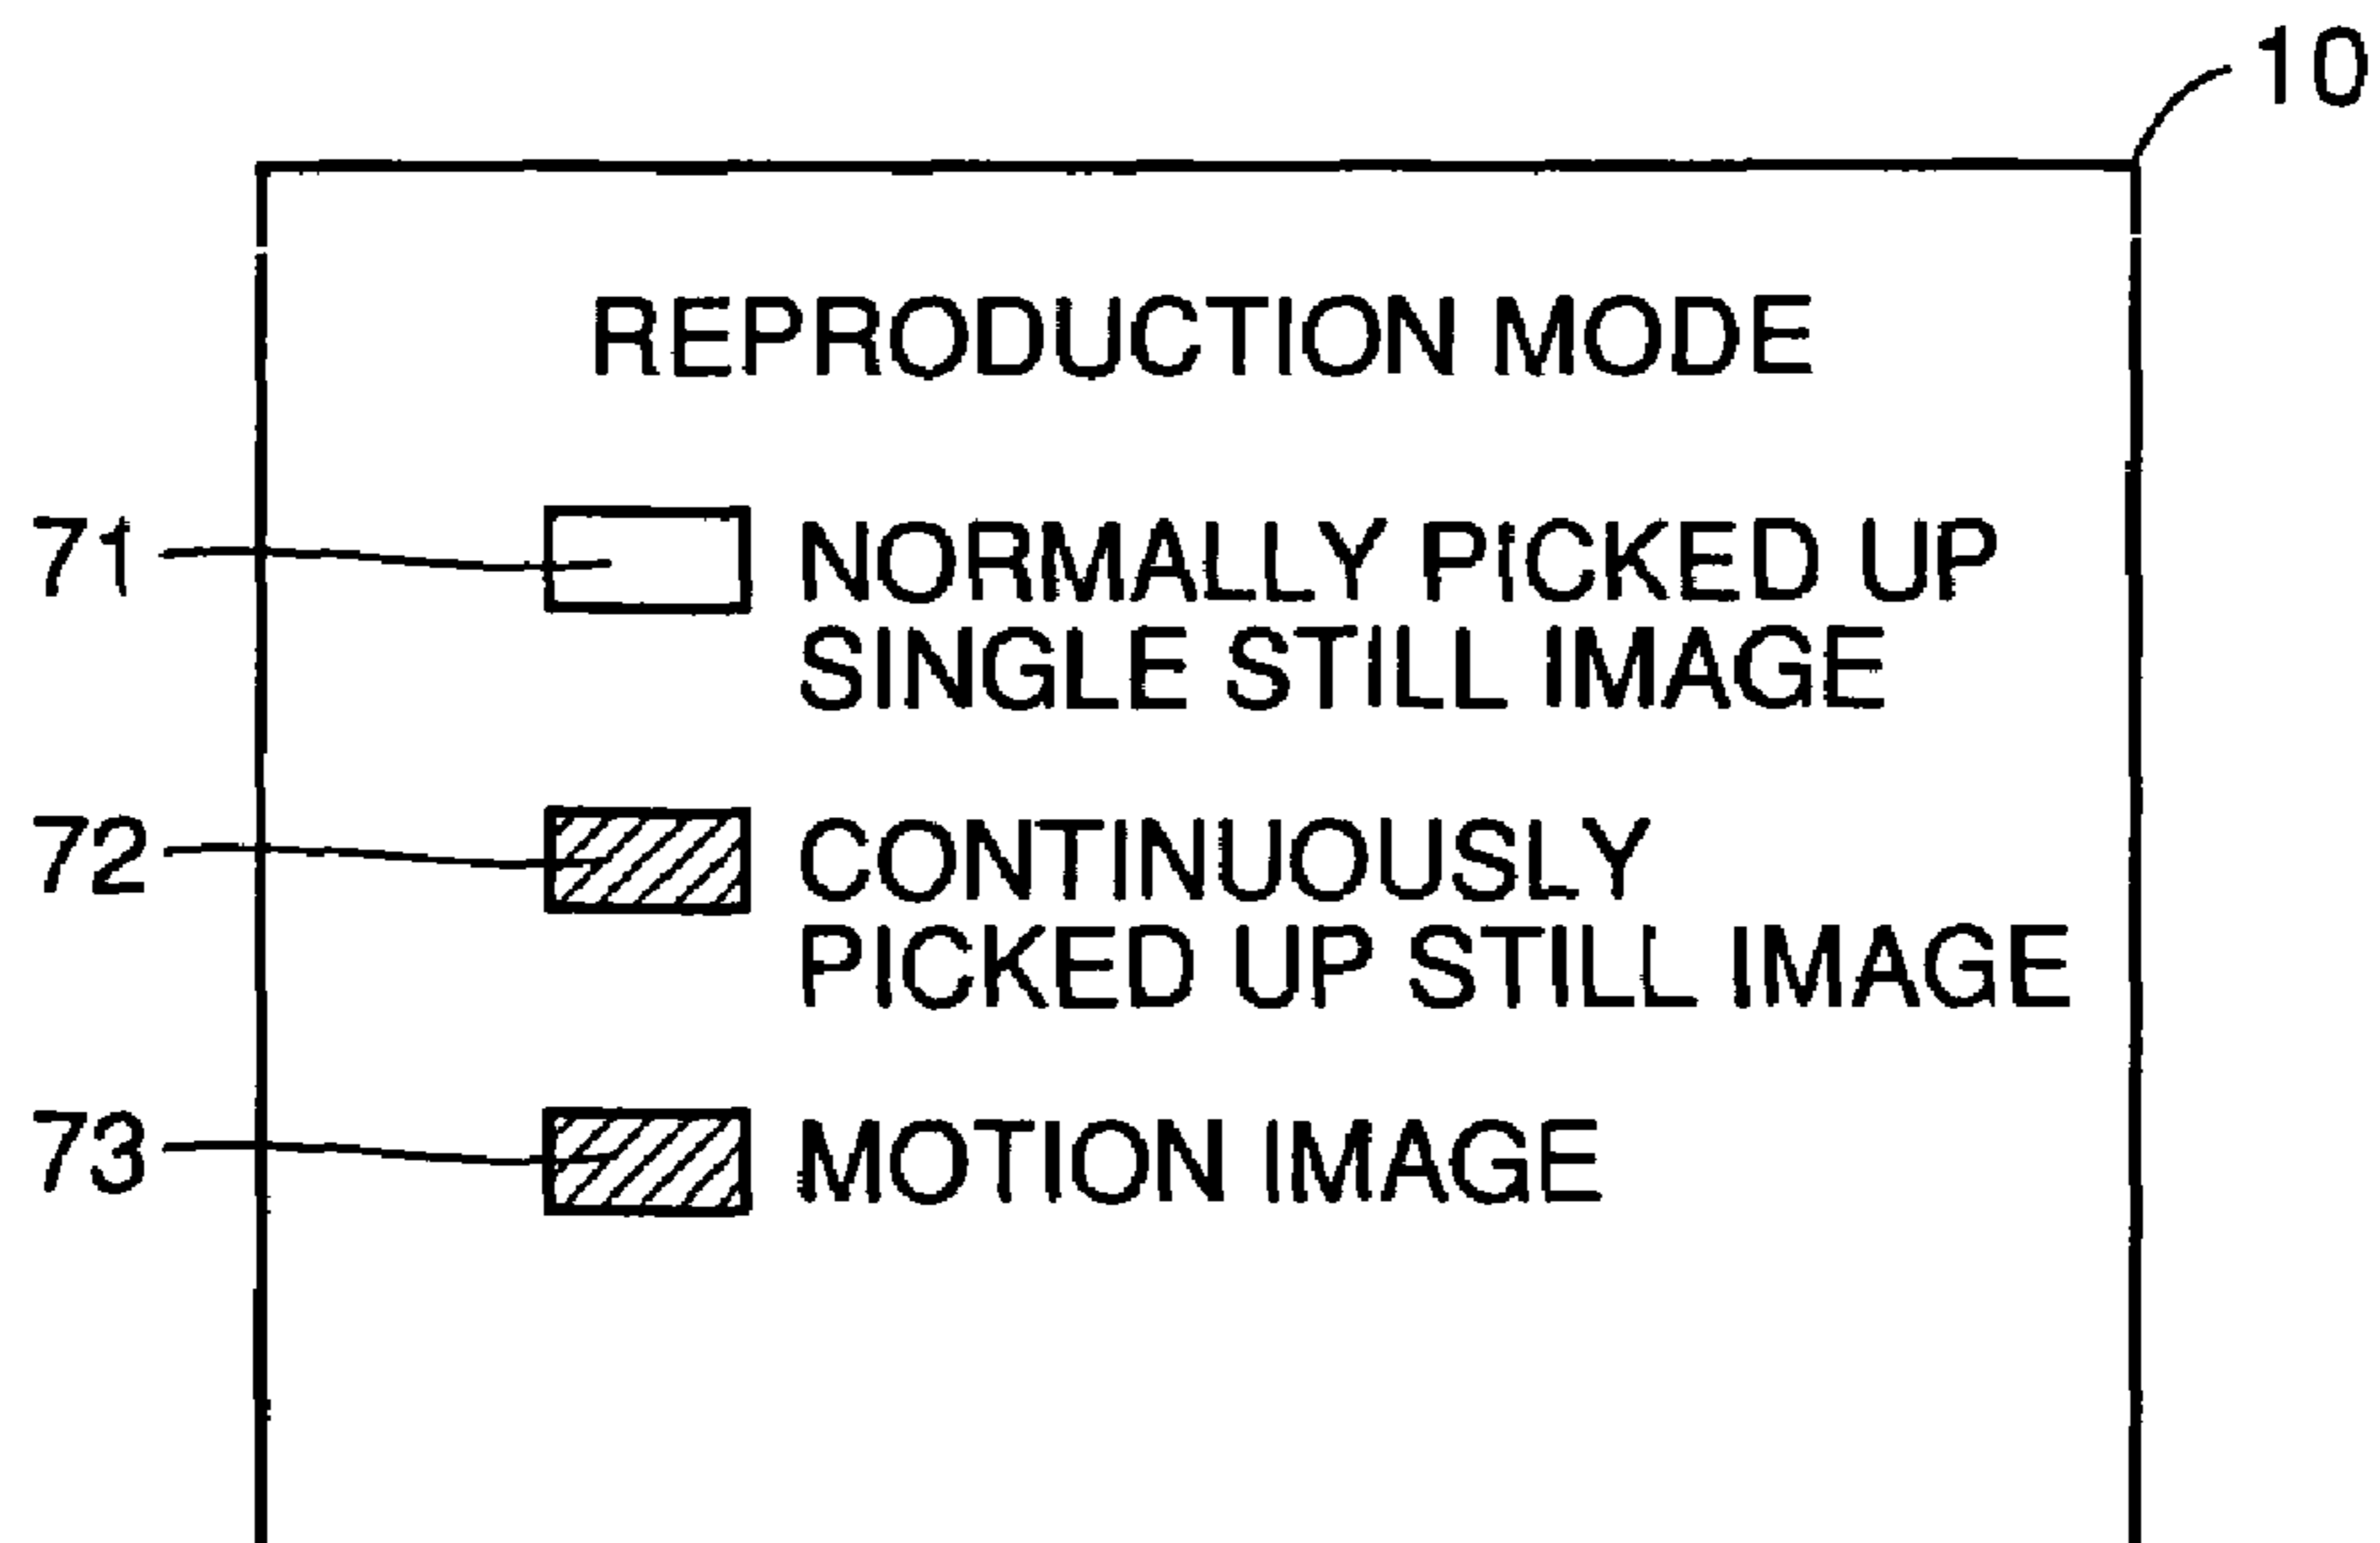 10
REPRODUCTION MODE
71 NORMALLY PICKED UP
SINGLE STILL IMAGE
72 CONTINUOUSLY
PICKED UP STILL IMAGE
73 MOTION IMAGE